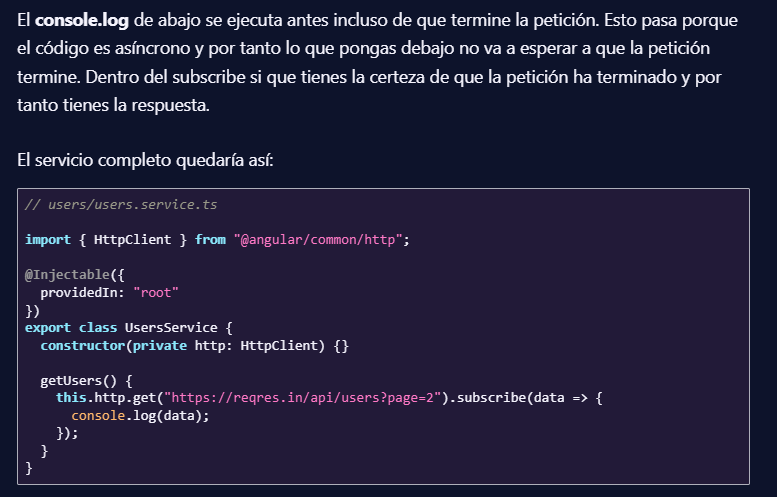 El console.log de abajo se ejecuta antes incluso de que termine la petición. Esto pasa porque
el código es asíncrono y por tanto lo que pongas debajo no va a esperar a que la petición
termine. Dentro del subscribe si que tienes la certeza de que la petición ha terminado y por
tanto tienes la respuesta.
El servicio completo quedaría así:
// users/users.service.ts
import { HttpClient } from "@angular/common/http";
@Injectable({
  providedIn: "root"
})
export class UsersService {
  constructor(private http: HttpClient) {}
  getUsers() {
    this.http.get("https://reqres.in/api/users?page=2").subscribe(data => {
      console.log(data);
    });
  }
}